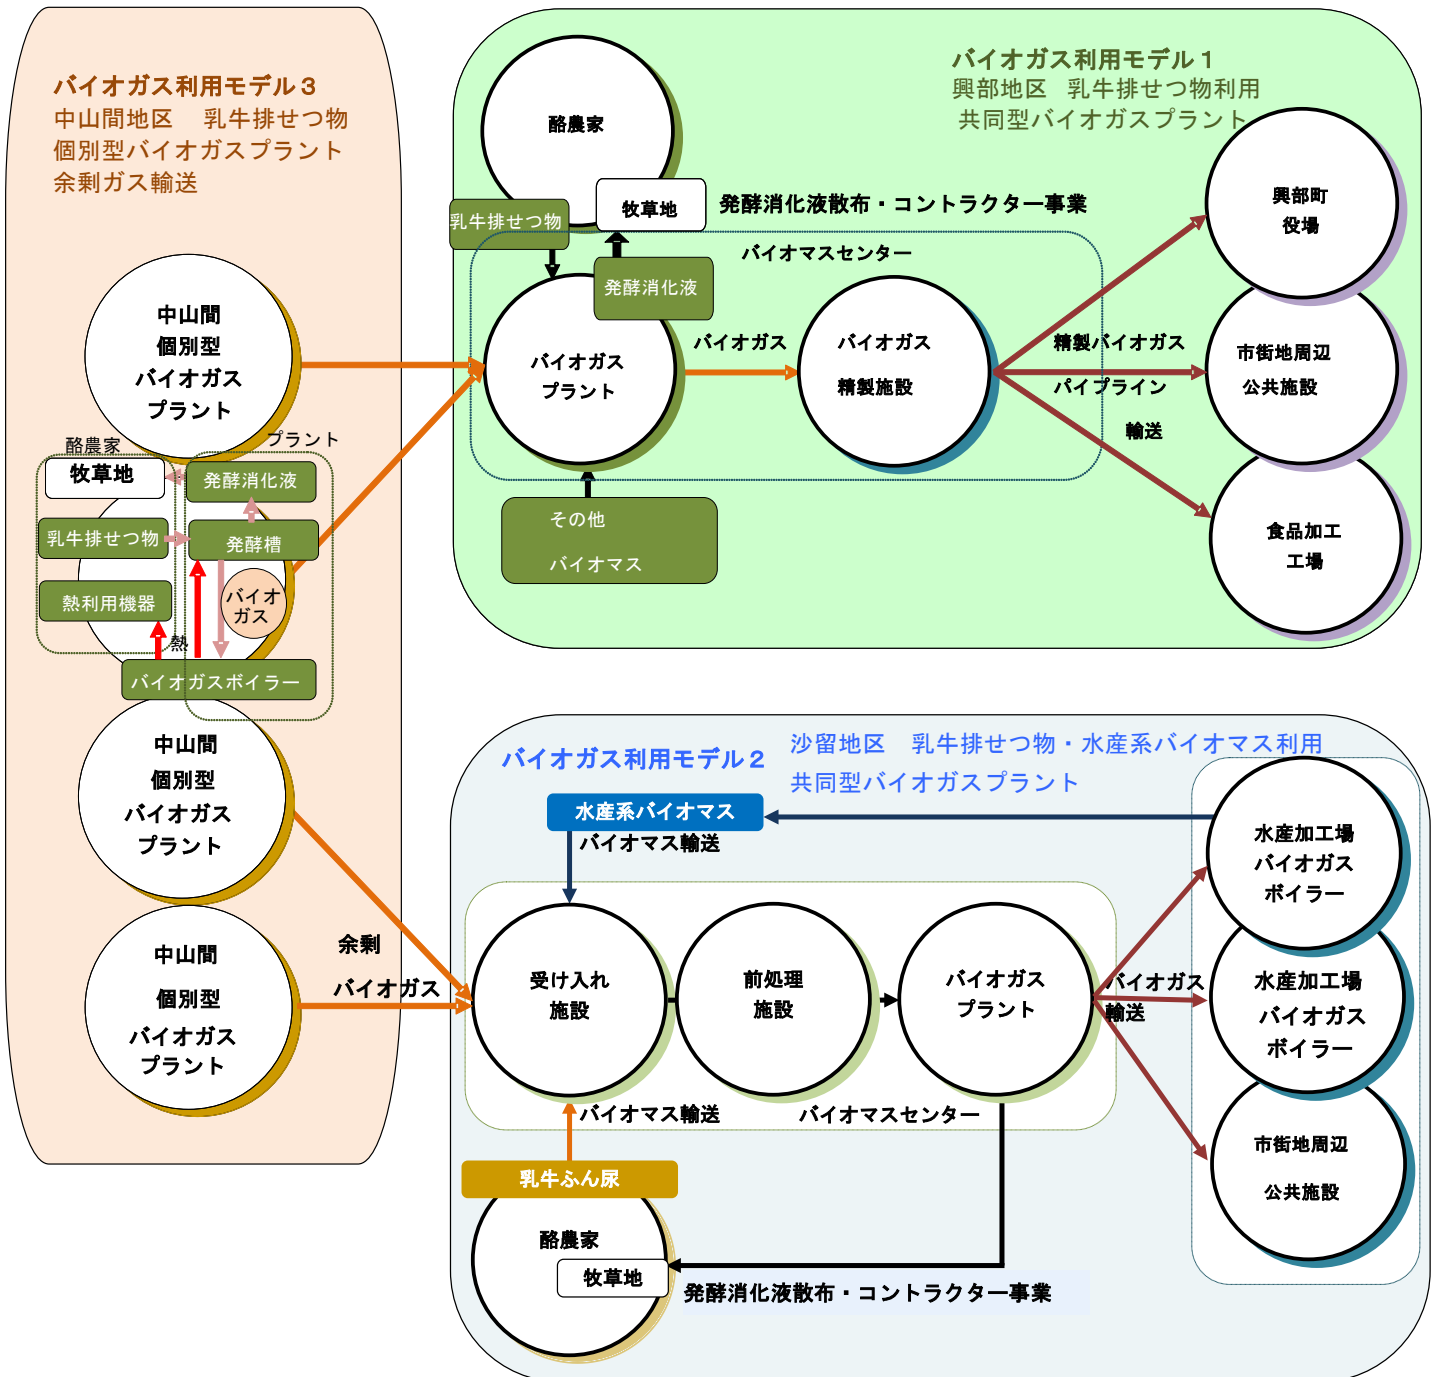 バイオガス利用モデル３
中山間地区　乳牛排せつ物
個別型バイオガスプラント
余剰ガス輸送
中山間
個別型
バイオガス
プラント
酪農家
プラント
牧草地
発酵消化液
乳牛排せつ物
発酵槽
熱利用機器
バイオ
ガス
熱
バイオガスボイラー
中山間
個別型
バイオガス
プラント
中山間
個別型
バイオガス
プラント
余剰
バイオガス
バイオガス利用モデル１
興部地区　乳牛排せつ物利用
共同型バイオガスプラント
酪農家
乳牛排せつ物
牧草地
発酵消化液散布・コントラクター事業
バイオマスセンター
発酵消化液
バイオガス
プラント
バイオガス
バイオガス
精製施設
精製バイオガス
パイプライン
輸送
興部町
役場
市街地周辺
公共施設
食品加工
工場
その他
バイオマス
バイオガス利用モデル２
沙留地区　乳牛排せつ物・水産系バイオマス利用
共同型バイオガスプラント
水産系バイオマス
バイオマス輸送
受け入れ
施設
前処理
施設
バイオガス
プラント
バイオガス
輸送
水産加工場
バイオガス
ボイラー
水産加工場
バイオガス
ボイラー
市街地周辺
公共施設
バイオマス輸送
バイオマスセンター
乳牛ふん尿
酪農家
牧草地
発酵消化液散布・コントラクター事業